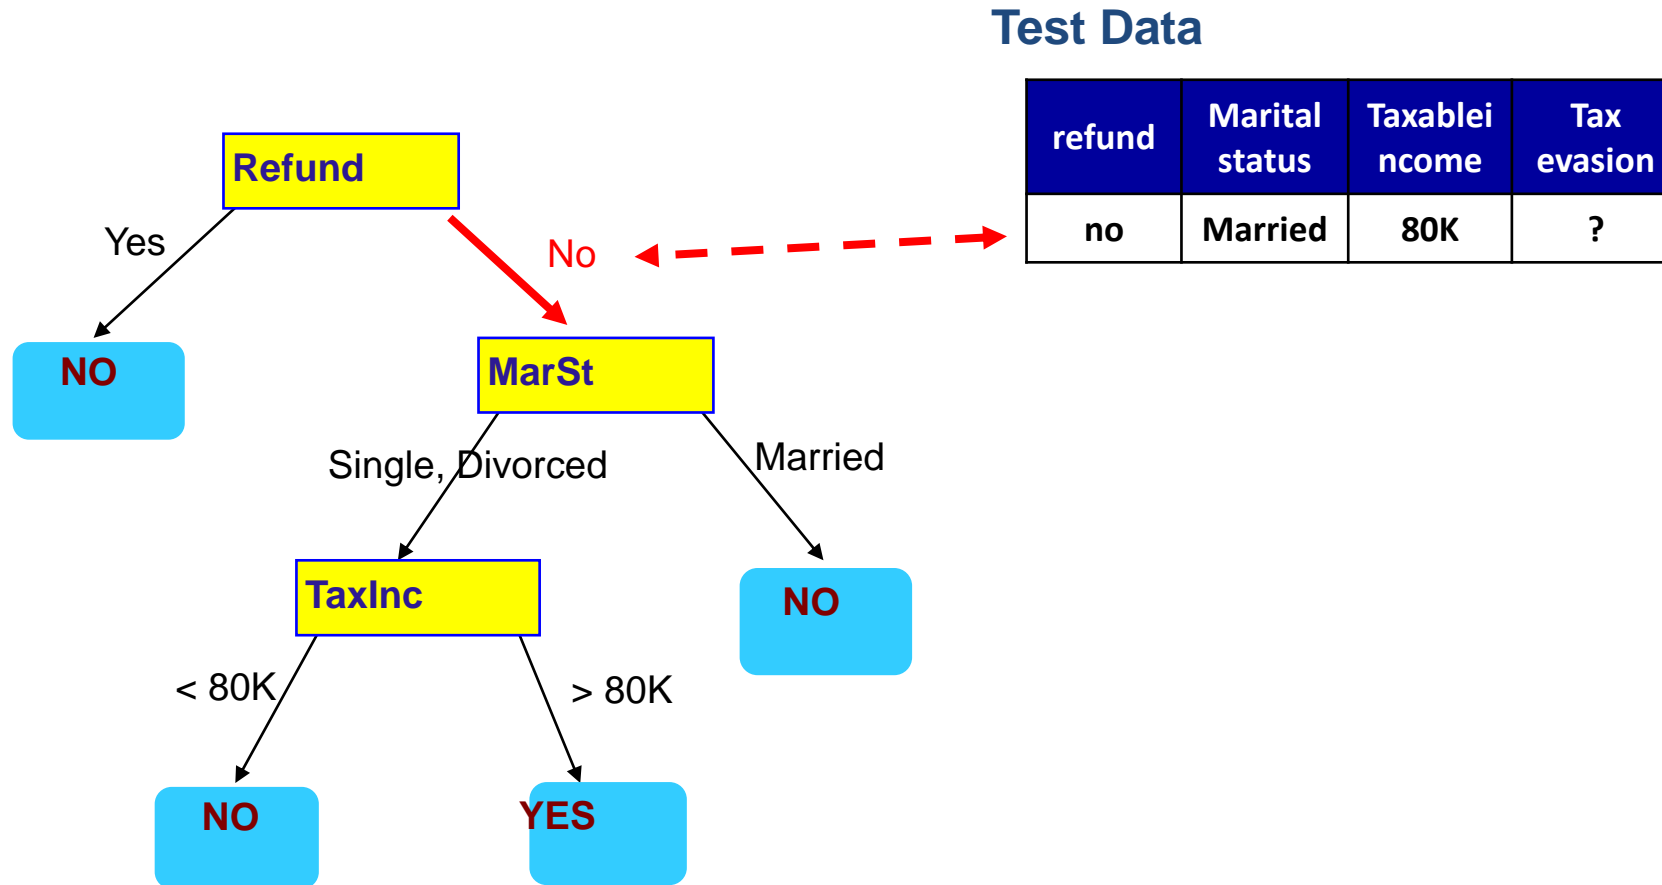 Test Data
refund
Marital
status
Taxablei
ncome
Tax
evasion
no
Married
80K
?
Refund
Yes
No
NO
MarSt
Single, Divorced
Married
TaxInc
NO
< 80K
> 80K
NO
YES